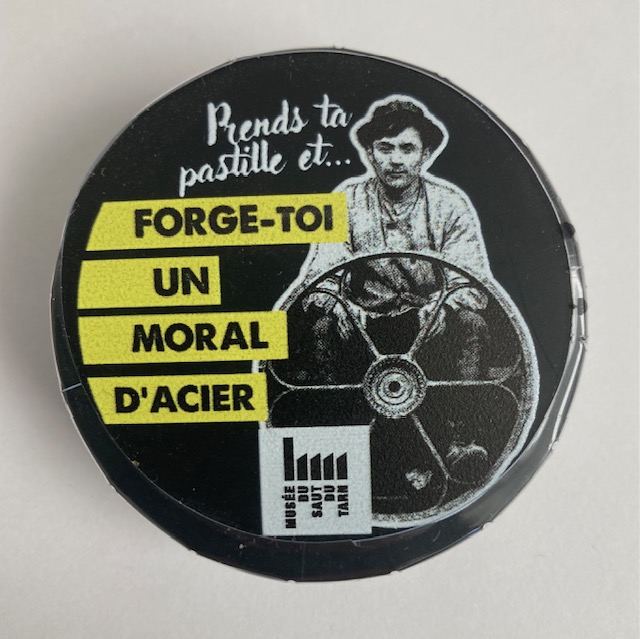 Prends ta
pastille et...
FORGE-TOI
UN
MORAL
D'ACIER
MUSÉE
DU
SAUT
DU
TARN